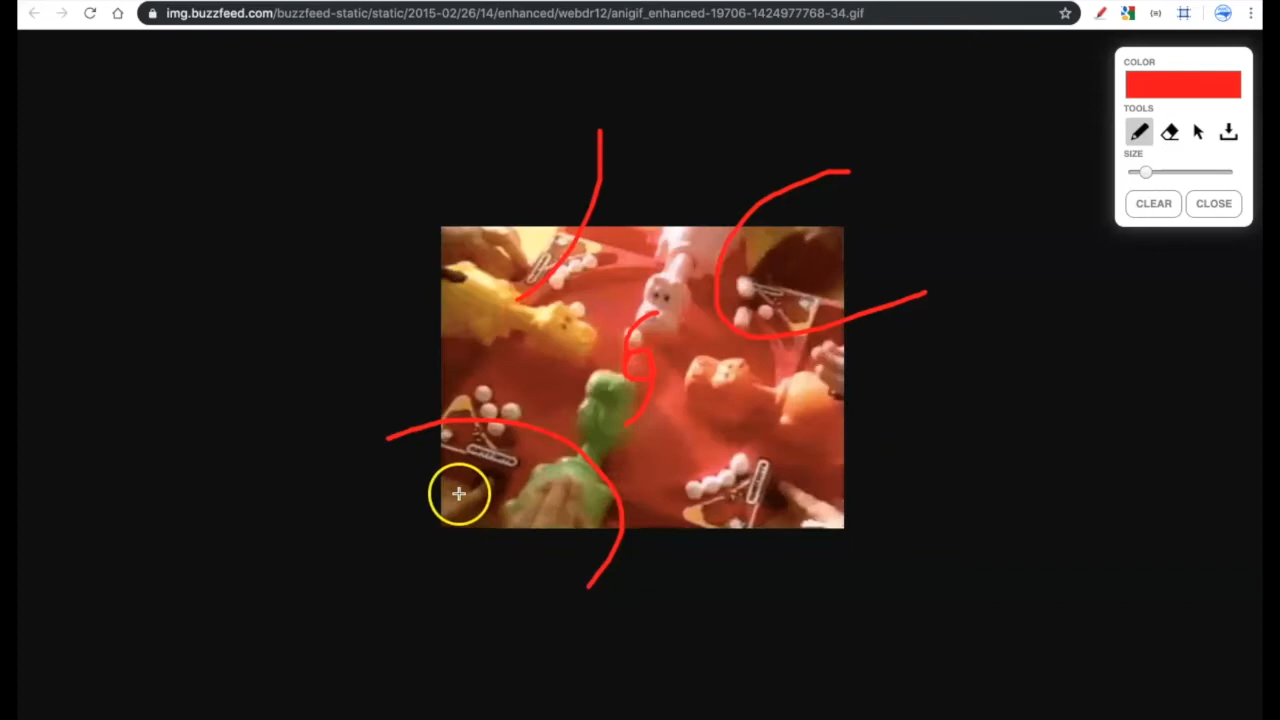 img.buzzfeed.com/buzzfeed-static/static/2015-02/26/14/enhanced/webdr12/anigif_enhanced-19706-1424977768-34.gif
COLOR
TOOLS
SIZE
CLEAR CLOSE